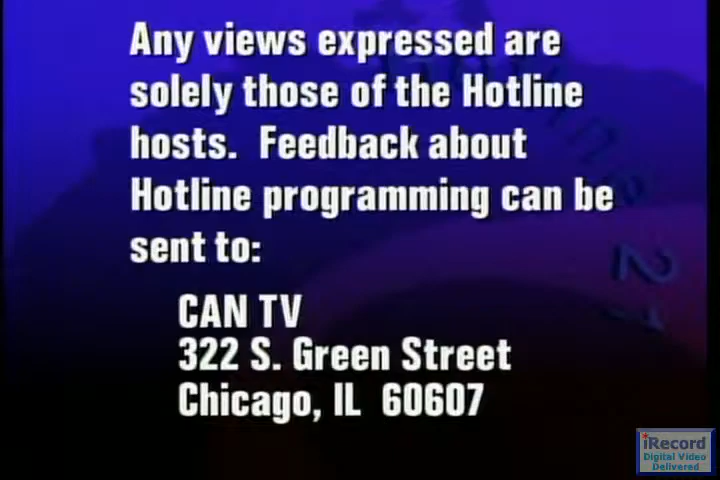 Any views expressed are
solely those of the Hotline
hosts.  Feedback about
Hotline programming can be
sent to:
CAN TV
322 S. Green Street
Chicago, IL  60607
iRecord
Digital Video
Delivered